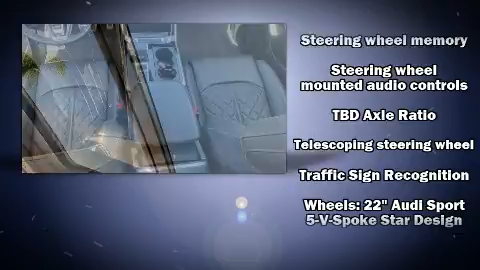 Steering wheel memory
Steering wheel
mounted audio controls
TBD Axle Ratio
Telescoping steering wheel
Traffic Sign Recognition
Wheels: 22" Audi Sport
5-V-Spoke Star Design